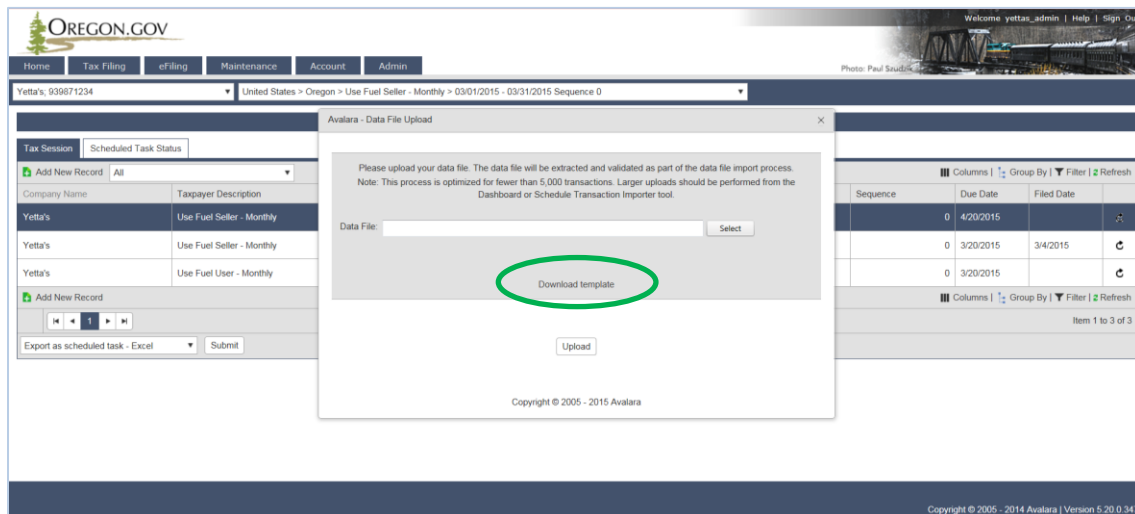 OREGON.GOV
Welcome yettas_admin | Help | Sign Ou
Home Tax Filing eFiling Maintenance Account Admin
Photo: Paul Szudzik
Yetta's; 939871234 United States > Oregon > Use Fuel Seller - Monthly > 03/01/2015 - 03/31/2015 Sequence 0
Avalara - Data File Upload
Tax Session Scheduled Task Status
Please upload your data file. The data file will be extracted and validated as part of the data file import process.
Note: This process is optimized for fewer than 5,000 transactions. Larger uploads should be performed from the
Dashboard or Schedule Transaction Importer tool.
Add New Record All Columns | Group By | Filter | Refresh
Company Name Taxpayer Description Sequence Due Date Filed Date
Yetta's Use Fuel Seller - Monthly 0 4/20/2015
Data File: Select
Yetta's Use Fuel Seller - Monthly 0 3/20/2015 3/4/2015
Yetta's Use Fuel User - Monthly 0 3/20/2015
Download template
Add New Record Columns | Group By | Filter | Refresh
1 Item 1 to 3 of 3
Export as scheduled task - Excel Submit
Upload
Copyright © 2005 - 2015 Avalara
Copyright © 2005 - 2014 Avalara | Version 5.20.0.34